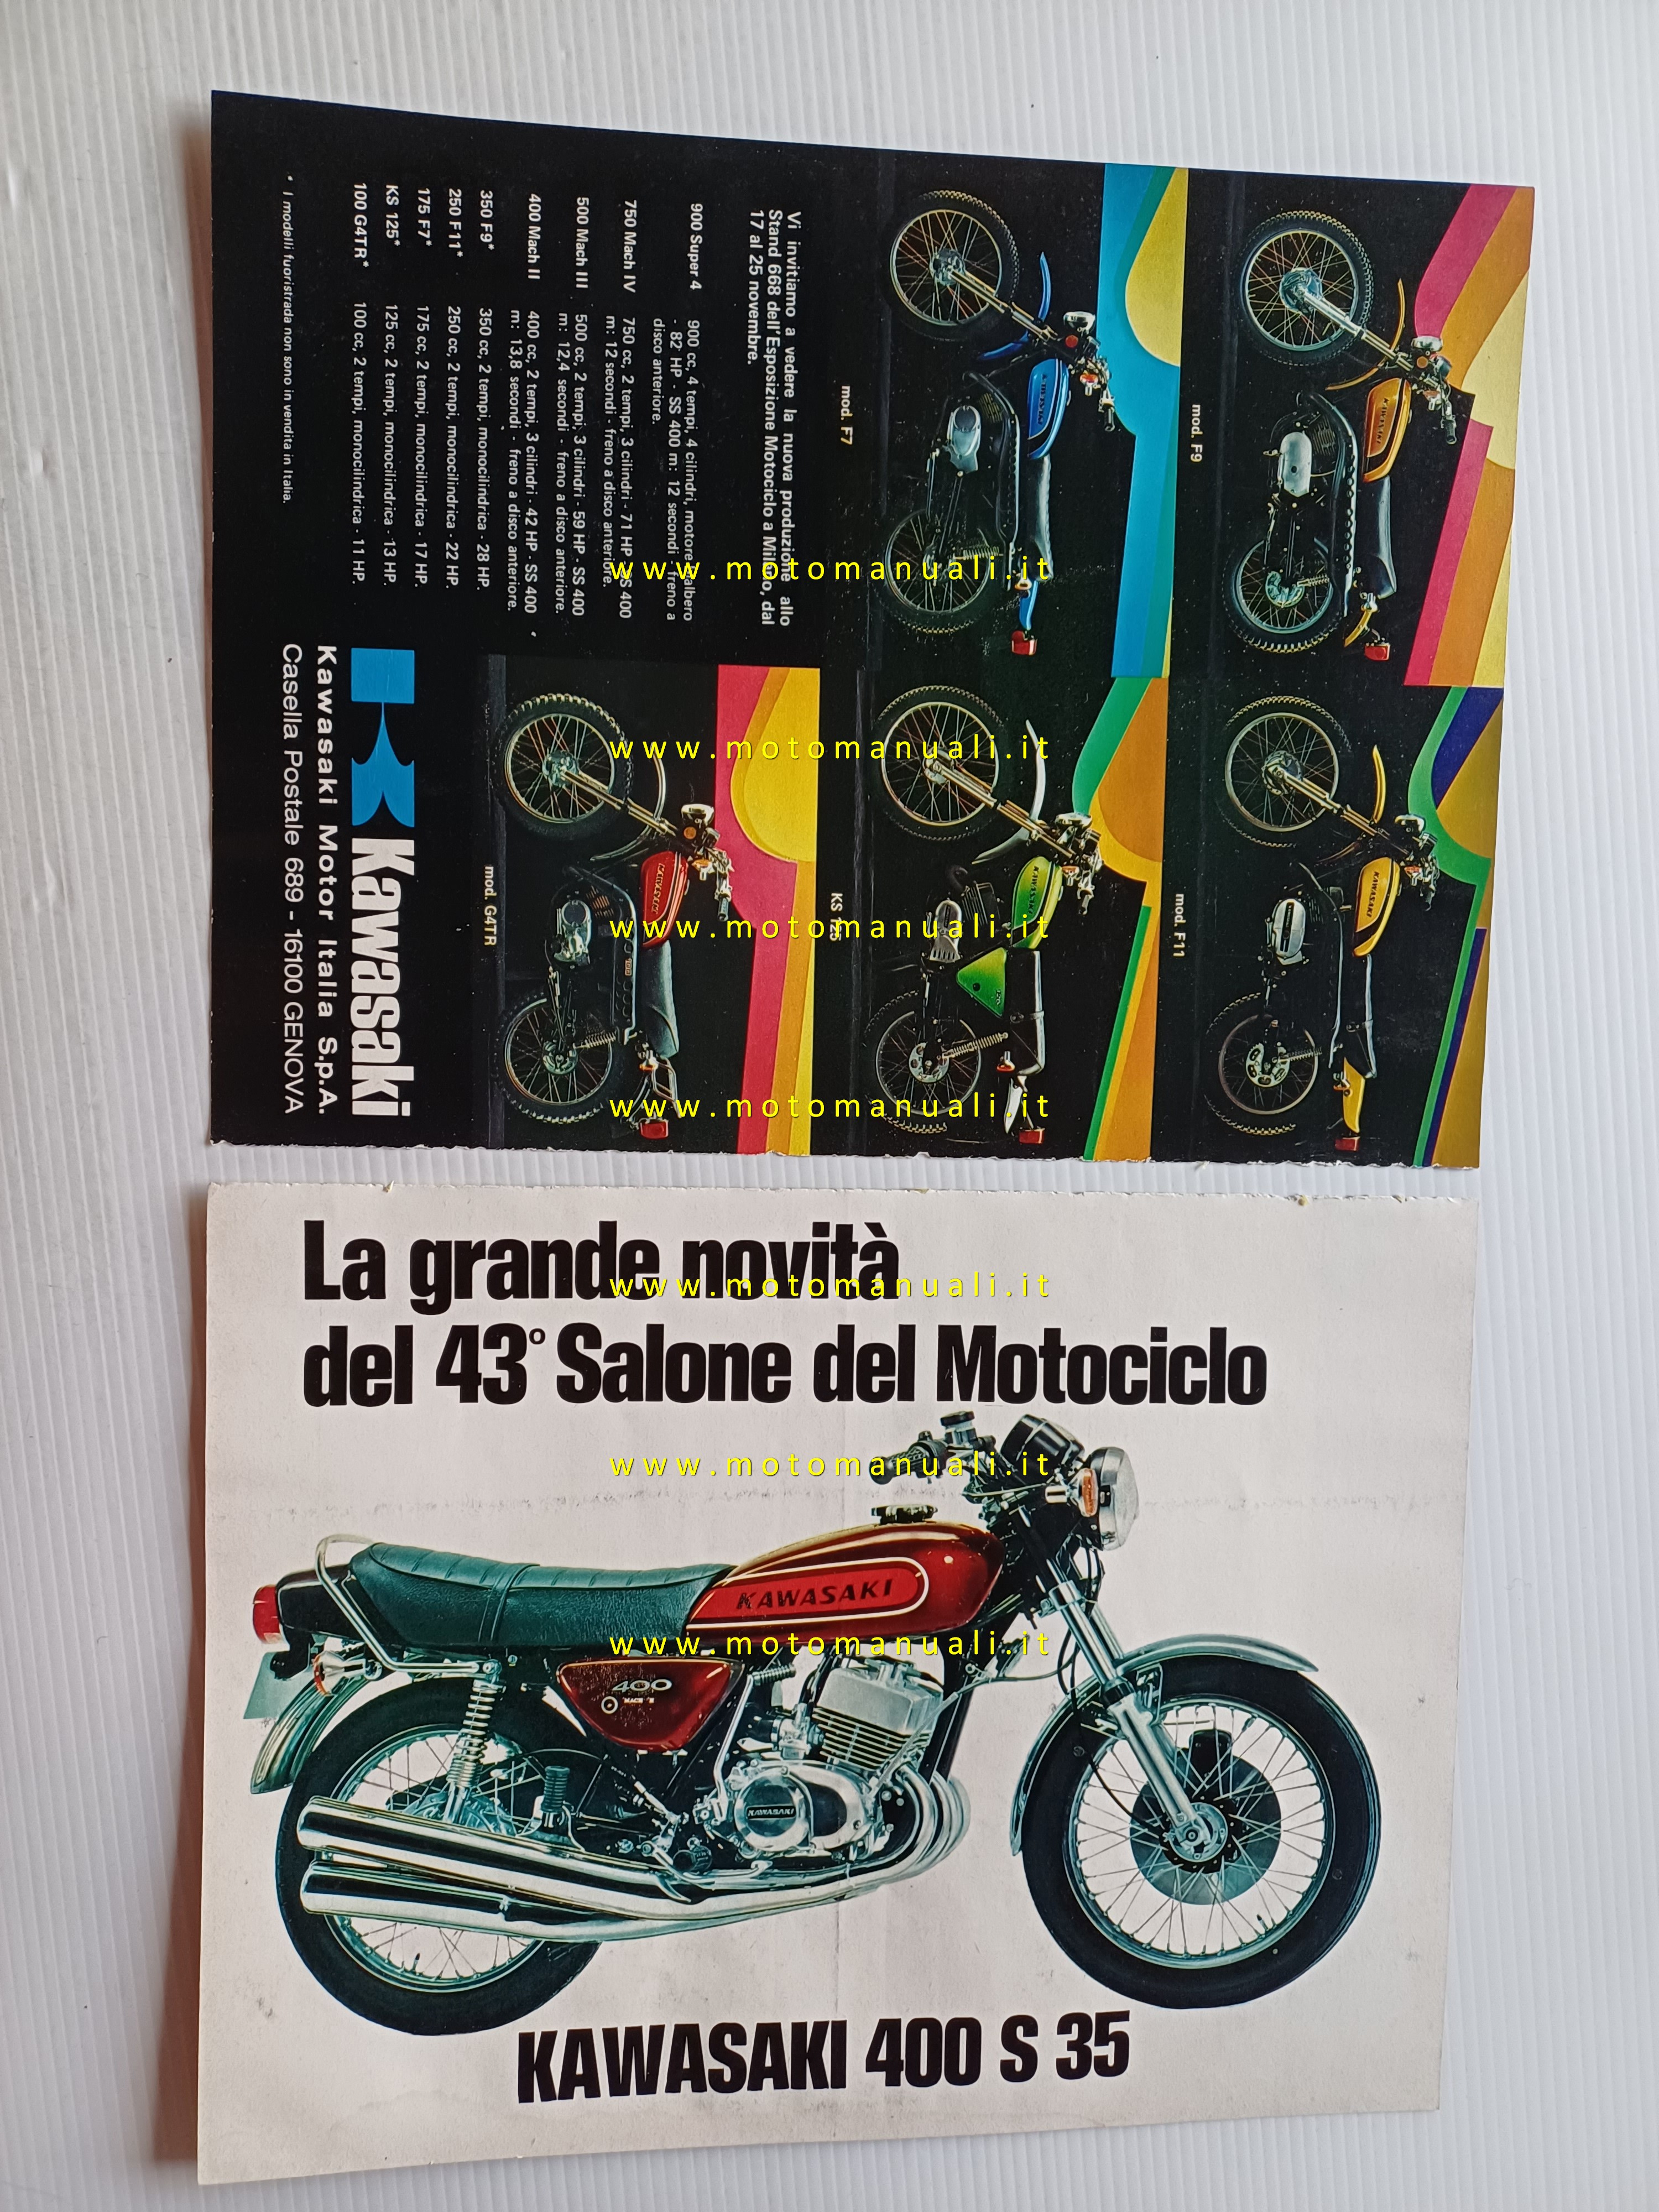 mod. F9
mod. F11
mod. F7
KS 125
mod. G4TR
KAWASAKI
KAWASAKI
KAWASAKI
KAWASAKI
KAWASAKI
Vi invitiamo a vedere la nuova produzione allo
Stand 668 dell'Esposizione Motociclo a Milano, dal
17 al 25 novembre.
900 Super 4 900 cc, 4 tempi, 4 cilindri, motore albero
- 82 HP - SS 400 m: 12 secondi - freno a
disco anteriore.
750 Mach IV 750 cc, 2 tempi, 3 cilindri - 71 HP - SS 400
m: 12 secondi - freno a disco anteriore.
500 Mach III 500 cc, 2 tempi, 3 cilindri - 59 HP - SS 400
m: 12,4 secondi - freno a disco anteriore.
400 Mach II 400 cc, 2 tempi, 3 cilindri - 42 HP - SS 400
m: 13,8 secondi - freno a disco anteriore.
350 F9* 350 cc, 2 tempi, monocilindrica - 28 HP.
250 F11* 250 cc, 2 tempi, monocilindrica - 22 HP.
175 F7* 175 cc, 2 tempi, monocilindrica - 17 HP.
KS 125* 125 cc, 2 tempi, monocilindrica - 13 HP.
100 G4TR* 100 cc, 2 tempi, monocilindrica - 11 HP.
* I modelli fuoristrada non sono in vendita in Italia.
Kawasaki
Kawasaki Motor Italia S.p.A.
Casella Postale 689 - 16100 GENOVA
www.motomanuali.it
www.motomanuali.it
www.motomanuali.it
www.motomanuali.it
La grande novità
www.motomanuali.it
del 43° Salone del Motociclo
www.motomanuali.it
KAWASAKI
www.motomanuali.it
400
KAWASAKI
KAWASAKI 400 S 35